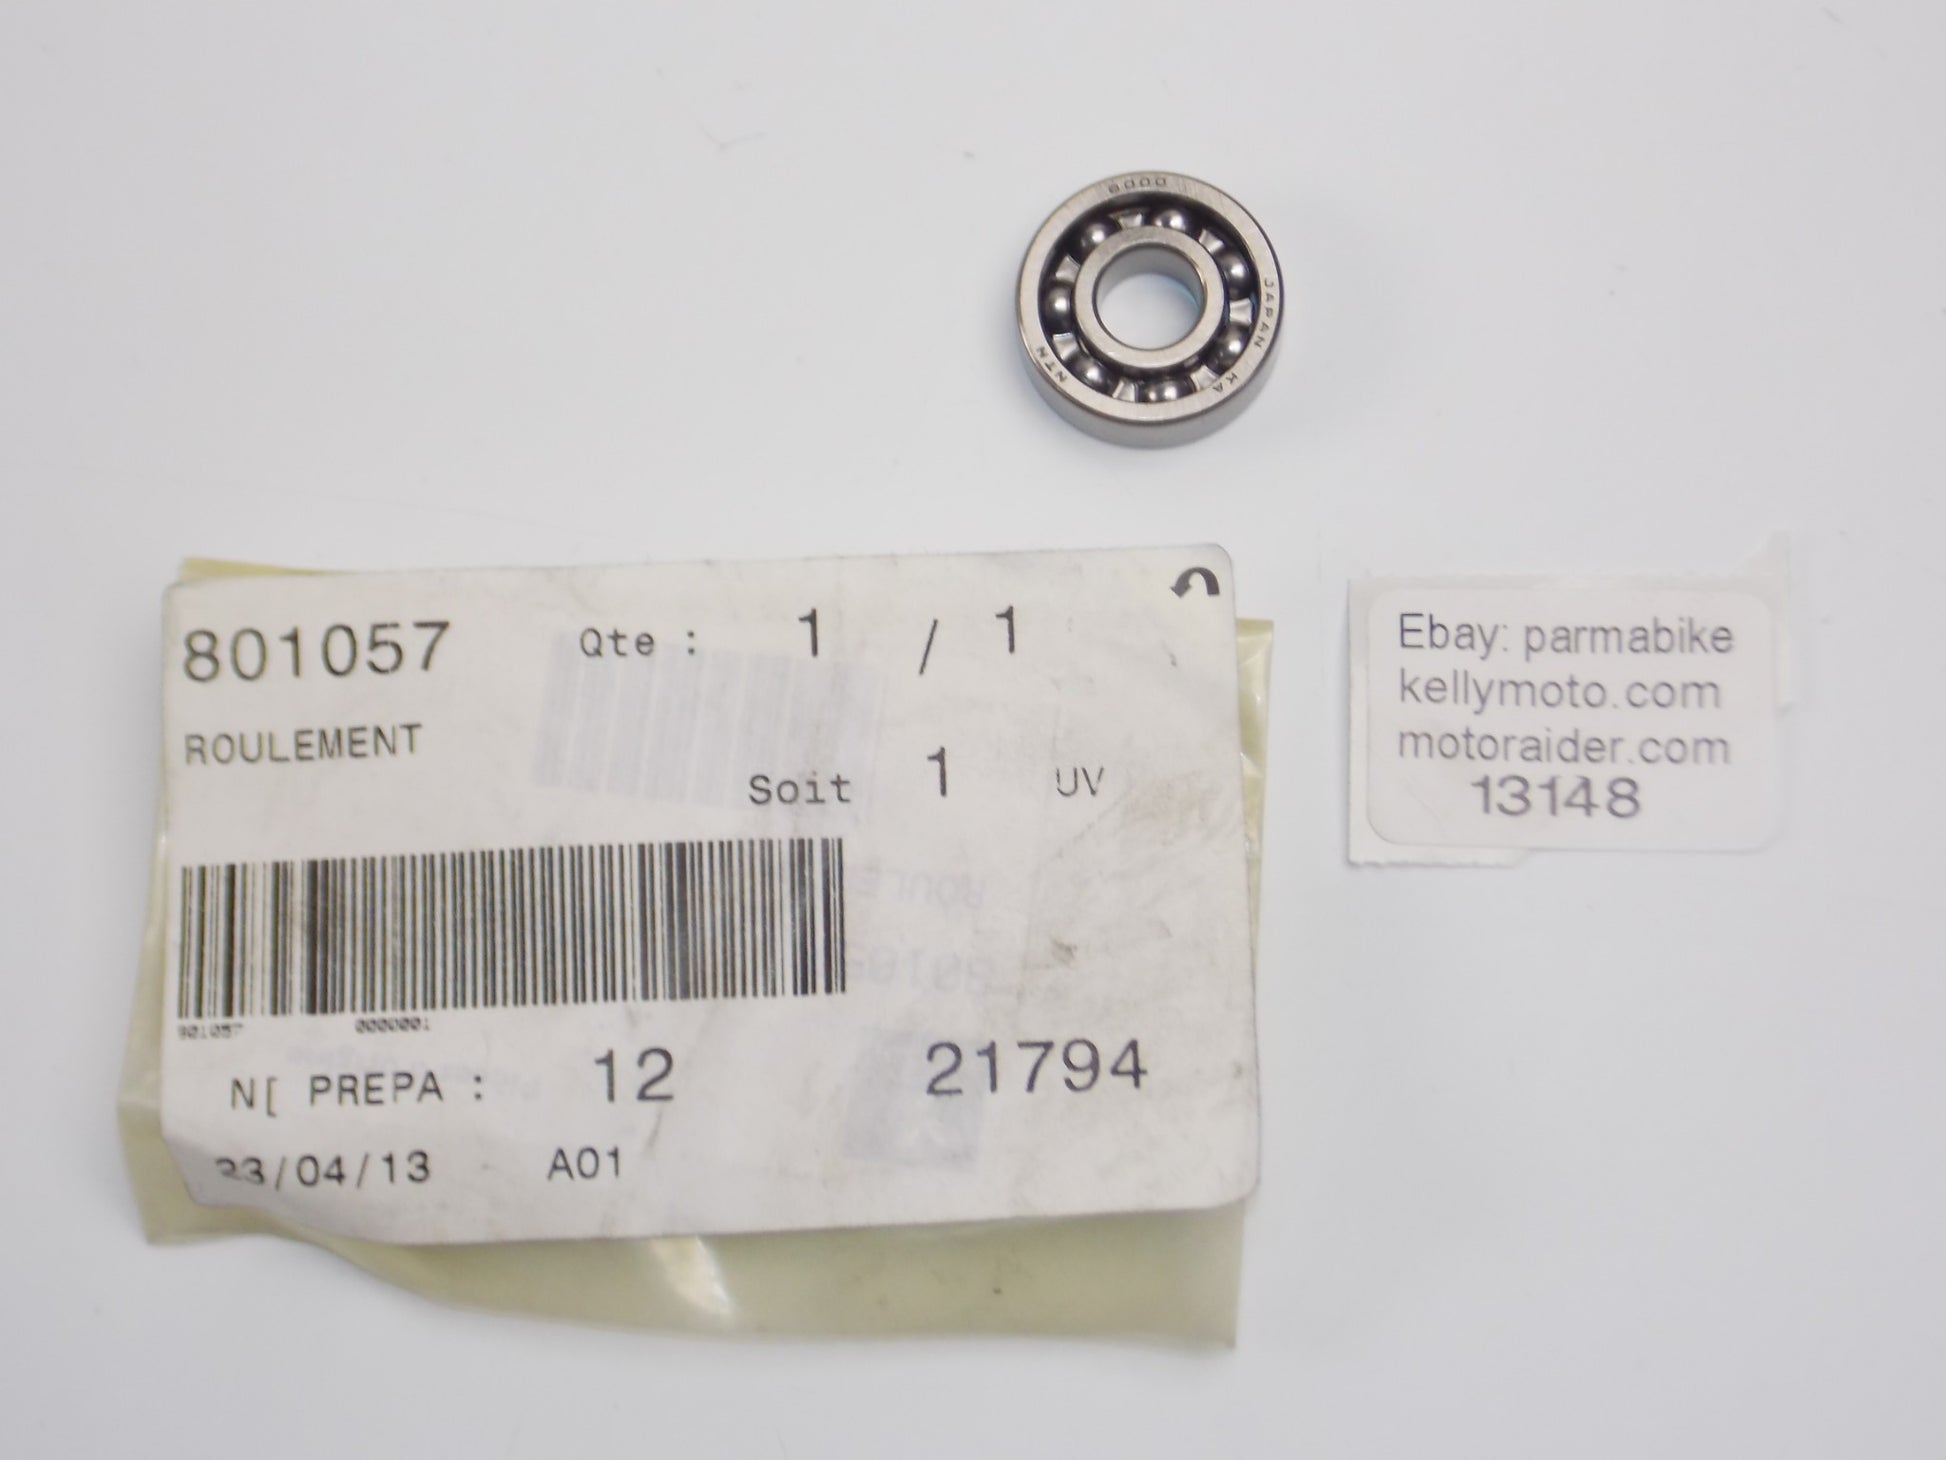 6000
JAPAN KA
NTN
801057 Qte : 1 / 1
ROULEMENT
Soit 1 UV
801057 0000001
N[ PREPA : 12 21794
23/04/13 A01
Ebay: parmabike
kellymoto.com
motoraider.com
13148